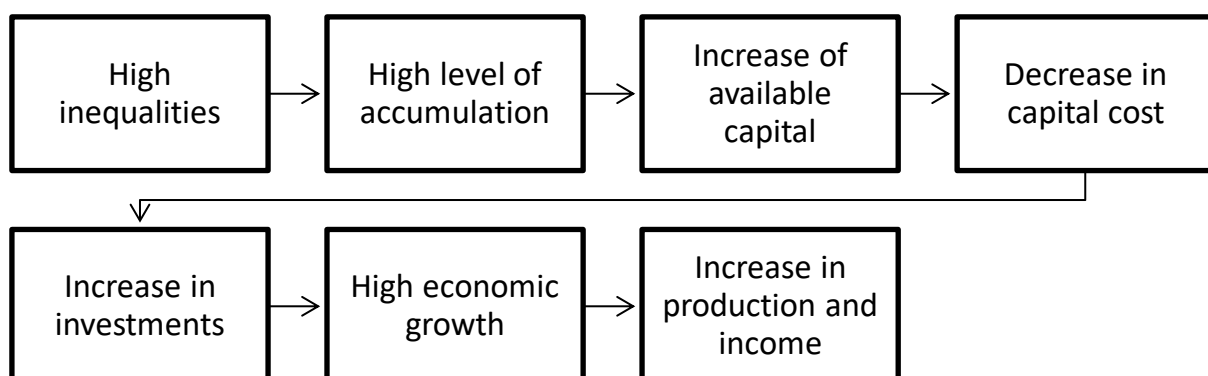 High
inequalities
High level of
accumulation
Increase of
available
capital
Decrease in
capital cost
Increase in
investments
High economic
growth
Increase in
production and
income